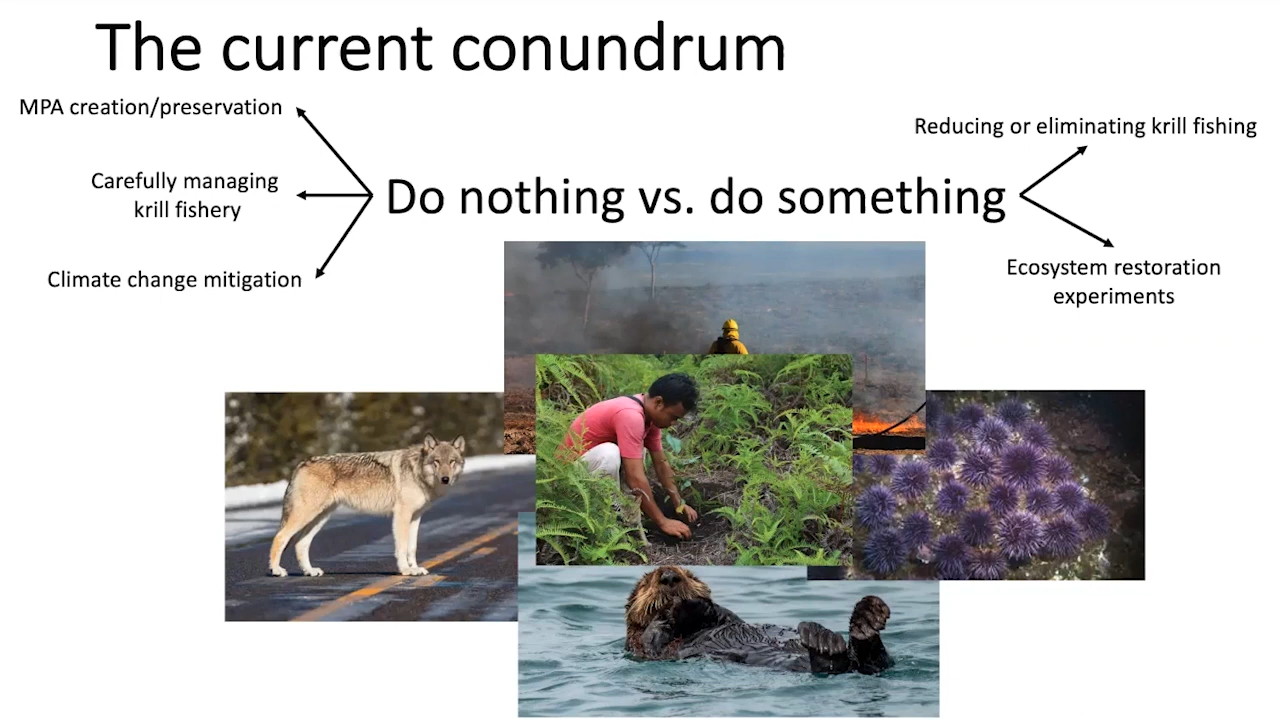 The current conundrum
MPA creation/preservation
Reducing or eliminating krill fishing
Carefully managing
krill fishery
Do nothing vs. do something
Climate change mitigation
Ecosystem restoration
experiments